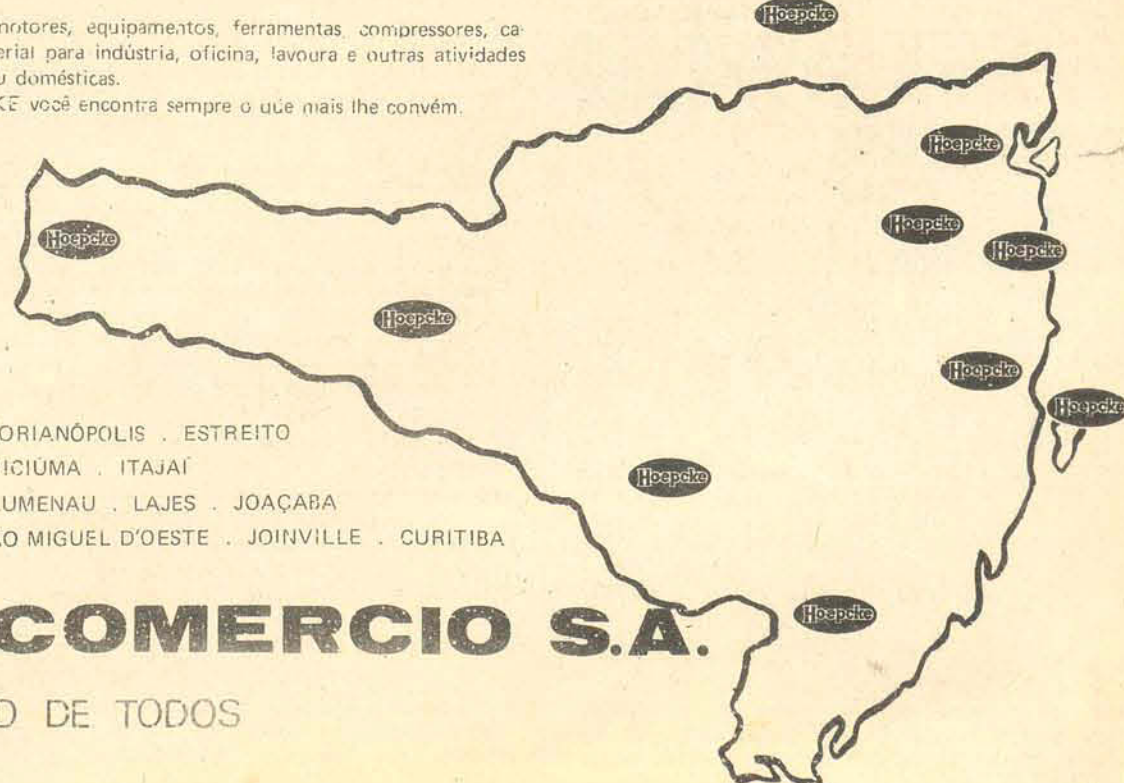 Hoepcke
notores, equipamentos, ferramentas, compressores, ca-
erial para indústria, oficina, lavoura e outras atividades
u domésticas.
KE você encontra sempre o que mais lhe convém.
Hoepcke
Hoepcke
Hoepcke
Hoepcke
Hoepcke
Hoepcke
Hoepcke
ORIANÓPOLIS . ESTREITO
ICIÚMA . ITAJAÍ
UMENAU . LAJES . JOAÇABA
ÃO MIGUEL D'OESTE . JOINVILLE . CURITIBA
Hoepcke
Hoepcke
COMERCIO S.A.
O DE TODOS